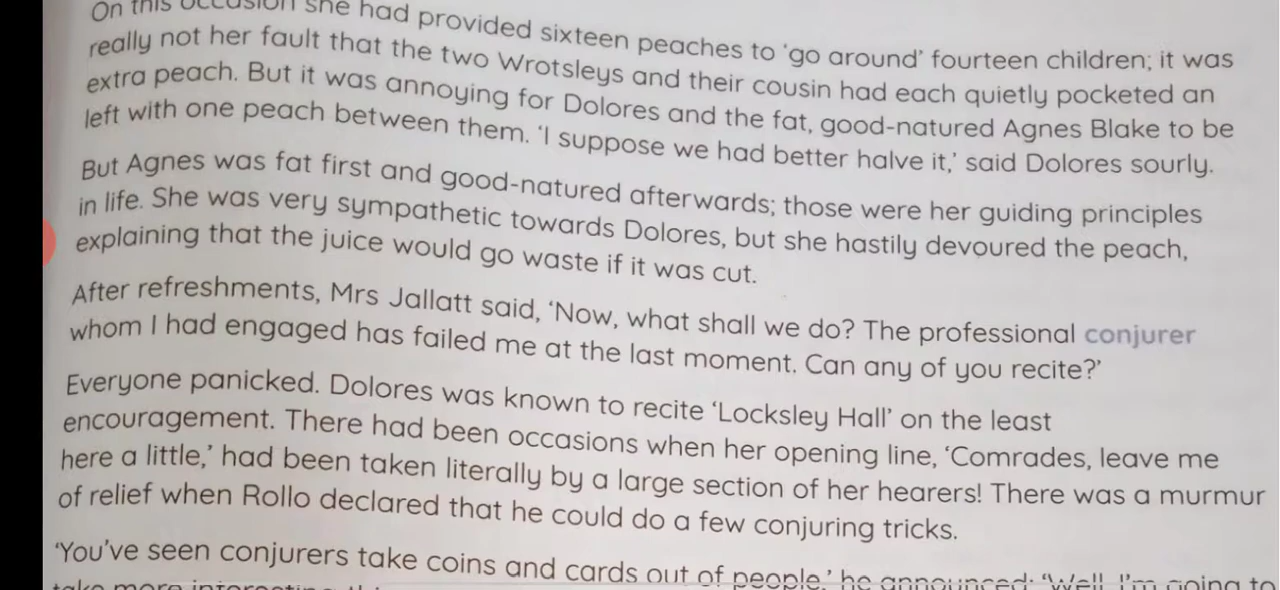 On this occasion she had provided sixteen peaches to ‘go around’ fourteen children; it was
really not her fault that the two Wrotsleys and their cousin had each quietly pocketed an
extra peach. But it was annoying for Dolores and the fat, good-natured Agnes Blake to be
left with one peach between them. ‘I suppose we had better halve it,’ said Dolores sourly.
But Agnes was fat first and good-natured afterwards; those were her guiding principles
in life. She was very sympathetic towards Dolores, but she hastily devoured the peach,
explaining that the juice would go waste if it was cut.
After refreshments, Mrs Jallatt said, ‘Now, what shall we do? The professional conjurer
whom I had engaged has failed me at the last moment. Can any of you recite?’
Everyone panicked. Dolores was known to recite ‘Locksley Hall’ on the least
encouragement. There had been occasions when her opening line, ‘Comrades, leave me
here a little,’ had been taken literally by a large section of her hearers! There was a murmur
of relief when Rollo declared that he could do a few conjuring tricks.
‘You’ve seen conjurers take coins and cards out of people,’ he announced; “Well, I’m going to
take more interesting